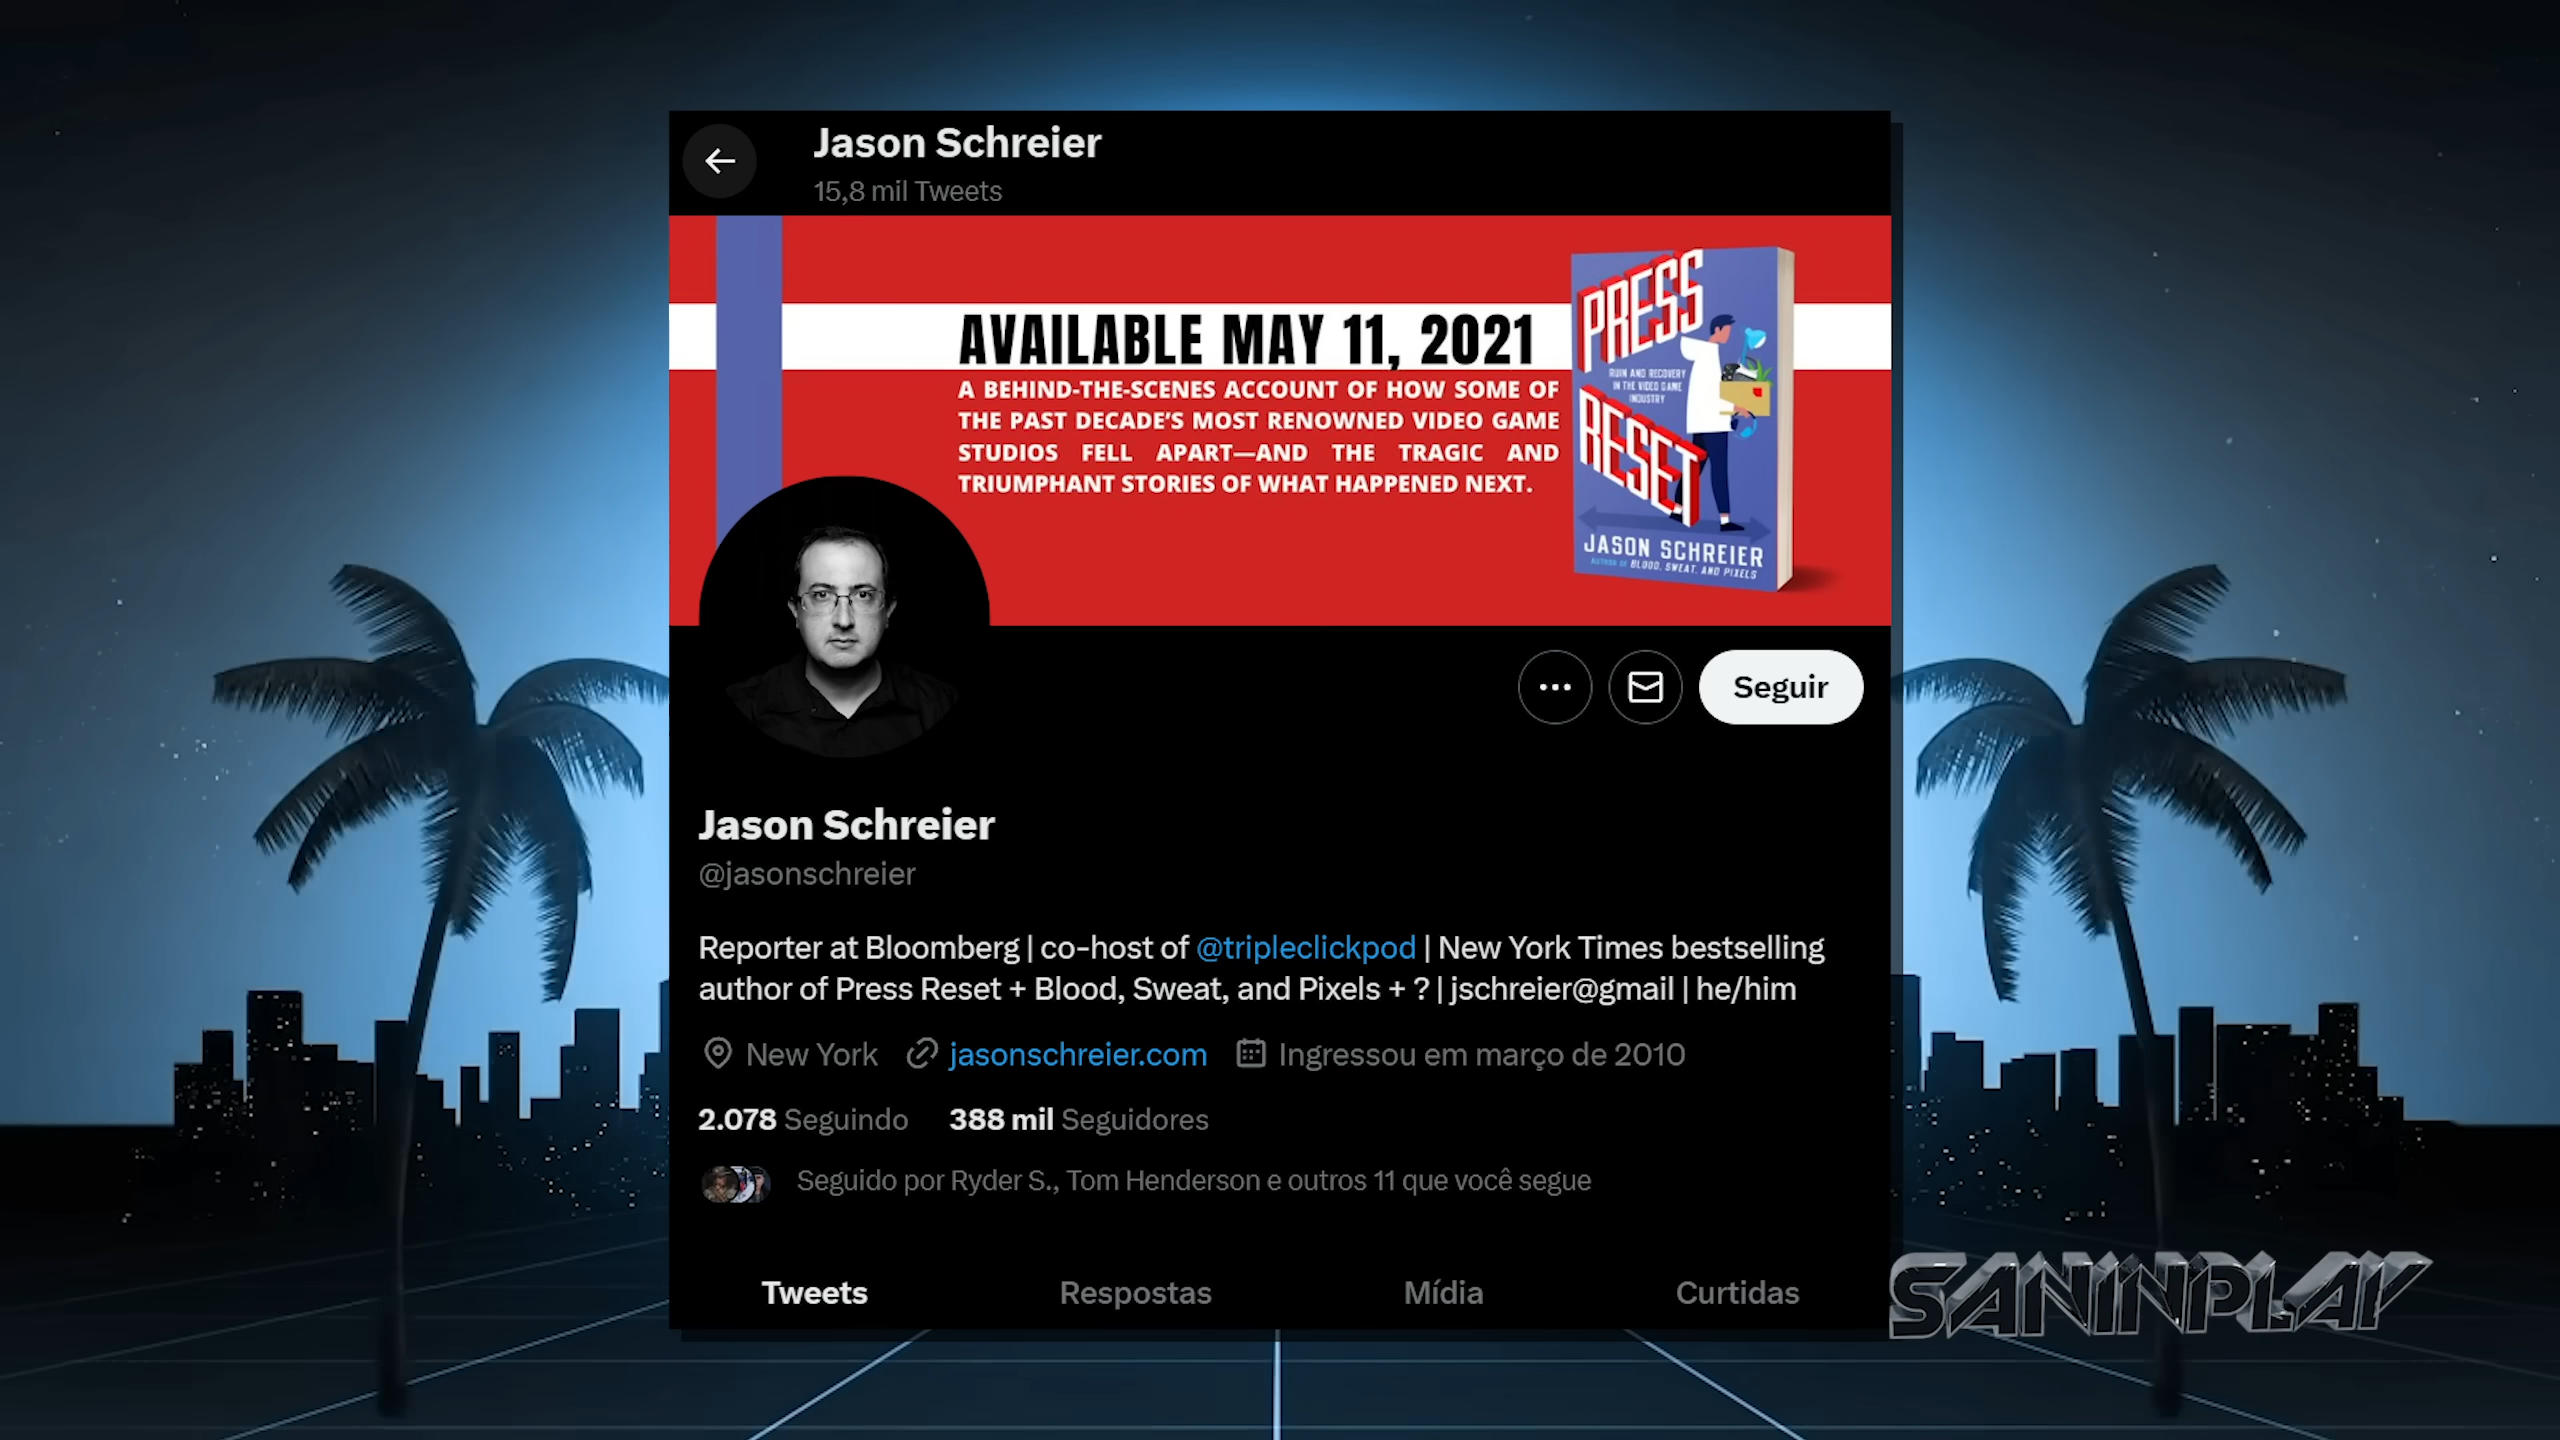 Jason Schreier
15,8 mil Tweets
AVAILABLE MAY 11, 2021
A BEHIND-THE-SCENES ACCOUNT OF HOW SOME OF
THE PAST DECADE'S MOST RENOWNED VIDEO GAME
STUDIOS FELL APART—AND THE TRAGIC AND
TRIUMPHANT STORIES OF WHAT HAPPENED NEXT.
PRESS
RUIN AND RECOVERY
IN THE VIDEO GAME
INDUSTRY
RESET
JASON SCHREIER
AUTHOR OF BLOOD, SWEAT, AND PIXELS
Seguir
Jason Schreier
@jasonschreier
Reporter at Bloomberg | co-host of @tripleclickpod | New York Times bestselling
author of Press Reset + Blood, Sweat, and Pixels + ? | jschreier@gmail | he/him
New York jasonschreier.com Ingressou em março de 2010
2.078 Seguindo 388 mil Seguidores
Seguido por Ryder S., Tom Henderson e outros 11 que você segue
Tweets Respostas Mídia Curtidas
SANINPLAY